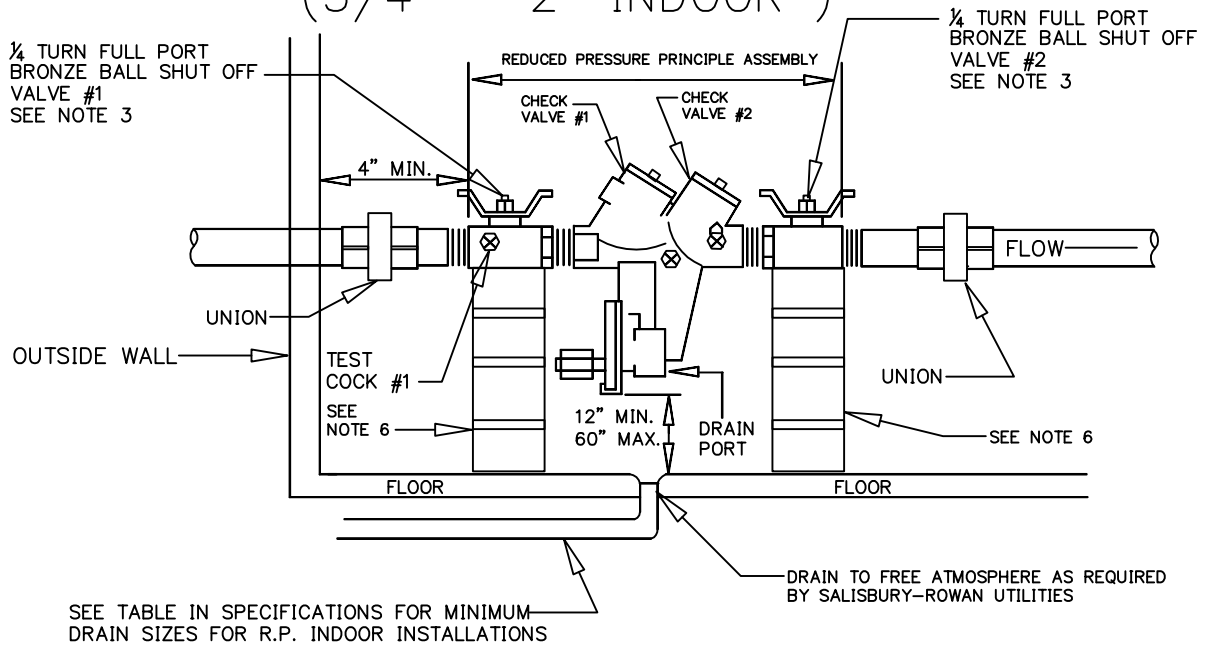 (3/4" 2" INDOOR )
¼ TURN FULL PORT
BRONZE BALL SHUT OFF
VALVE #1
SEE NOTE 3
REDUCED PRESSURE PRINCIPLE ASSEMBLY
¼ TURN FULL PORT
BRONZE BALL SHUT OFF
VALVE #2
SEE NOTE 3
CHECK
VALVE #1
CHECK
VALVE #2
4” MIN.
FLOW
UNION
OUTSIDE WALL
TEST
COCK #1
UNION
SEE
NOTE 6
12” MIN.
60” MAX.
DRAIN
PORT
SEE NOTE 6
FLOOR
FLOOR
DRAIN TO FREE ATMOSPHERE AS REQUIRED
BY SALISBURY-ROWAN UTILITIES
SEE TABLE IN SPECIFICATIONS FOR MINIMUM
DRAIN SIZES FOR R.P. INDOOR INSTALLATIONS